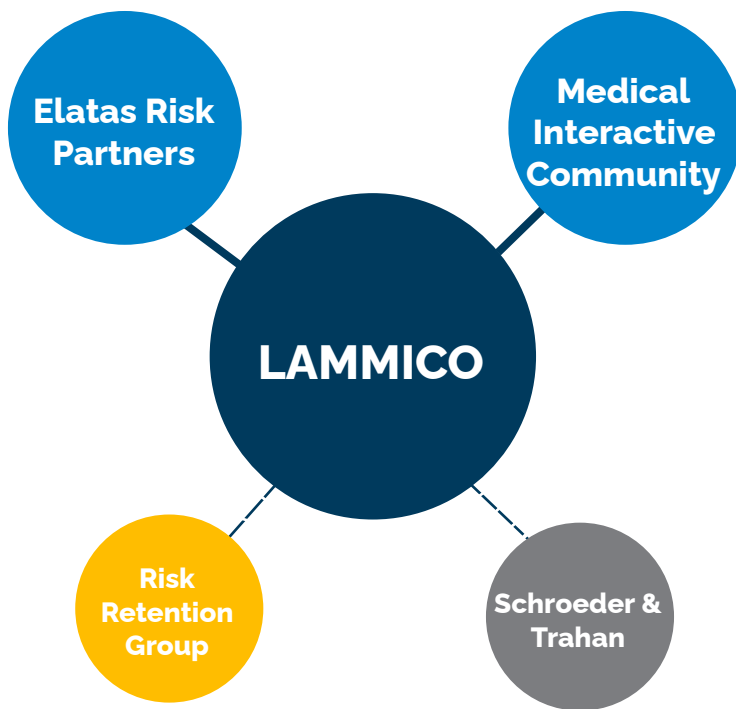 Elatas Risk
Partners
Medical
Interactive
Community
LAMMICO
Risk
Retention
Group
Schroeder &
Trahan